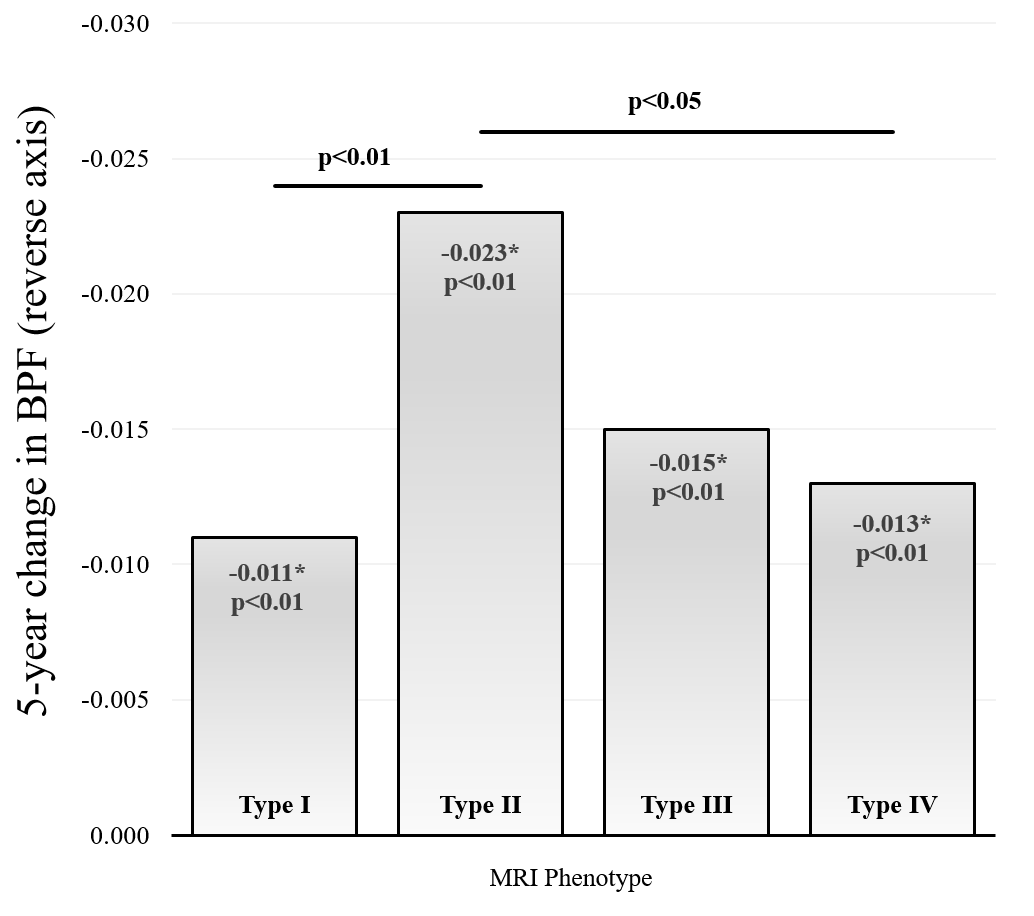 5-year change in BPF (reverse axis)
-0.030
-0.025
-0.020
-0.015
-0.010
-0.005
0.000
p<0.05
p<0.01
-0.011*
p<0.01
Type I
-0.023*
p<0.01
Type II
-0.015*
p<0.01
Type III
-0.013*
p<0.01
Type IV
MRI Phenotype